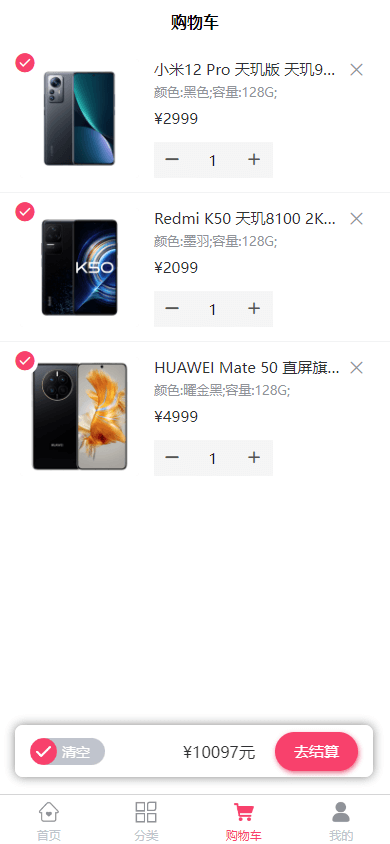 购物车
小米12 Pro 天玑版 天玑9...
颜色:黑色;容量:128G;
¥2999
1
Redmi K50 天玑8100 2K...
颜色:墨羽;容量:128G;
¥2099
K50
1
HUAWEI Mate 50 直屏旗...
颜色:曜金黑;容量:128G;
¥4999
HUAWEI
1
清空
¥10097元
去结算
首页
分类
购物车
我的